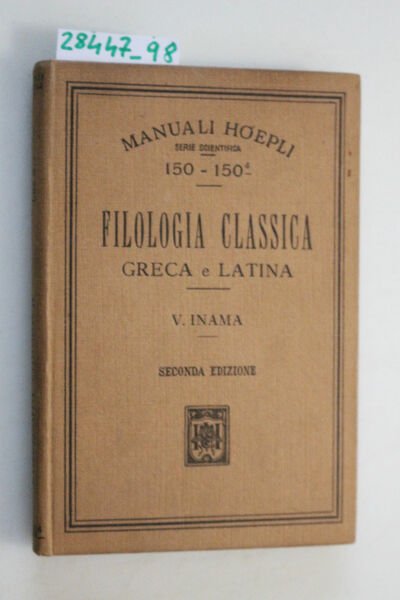 28447_98
MANUALI HOEPLI
SERIE SCIENTIFICA
150 - 150ª
FILOLOGIA CLASSICA
GRECA e LATINA
V. INAMA
SECONDA EDIZIONE